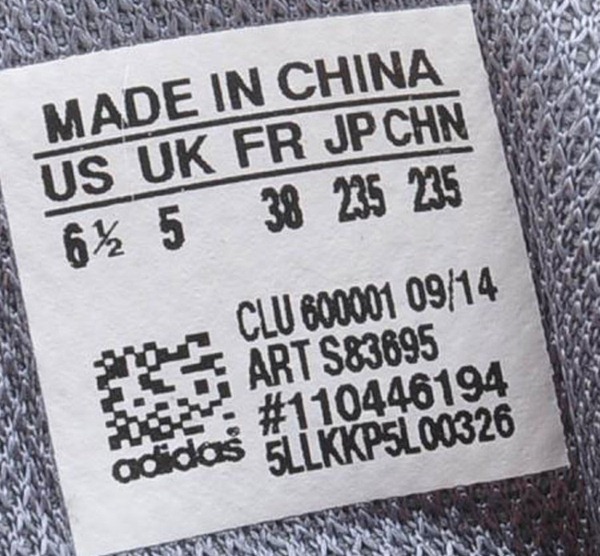 MADE IN CHINA
US UK FR JP CHN
6½ 5 38 235 235
CLU 600001 09/14
ART S83695
#110446194
5LLKKP5L00326
adidas®